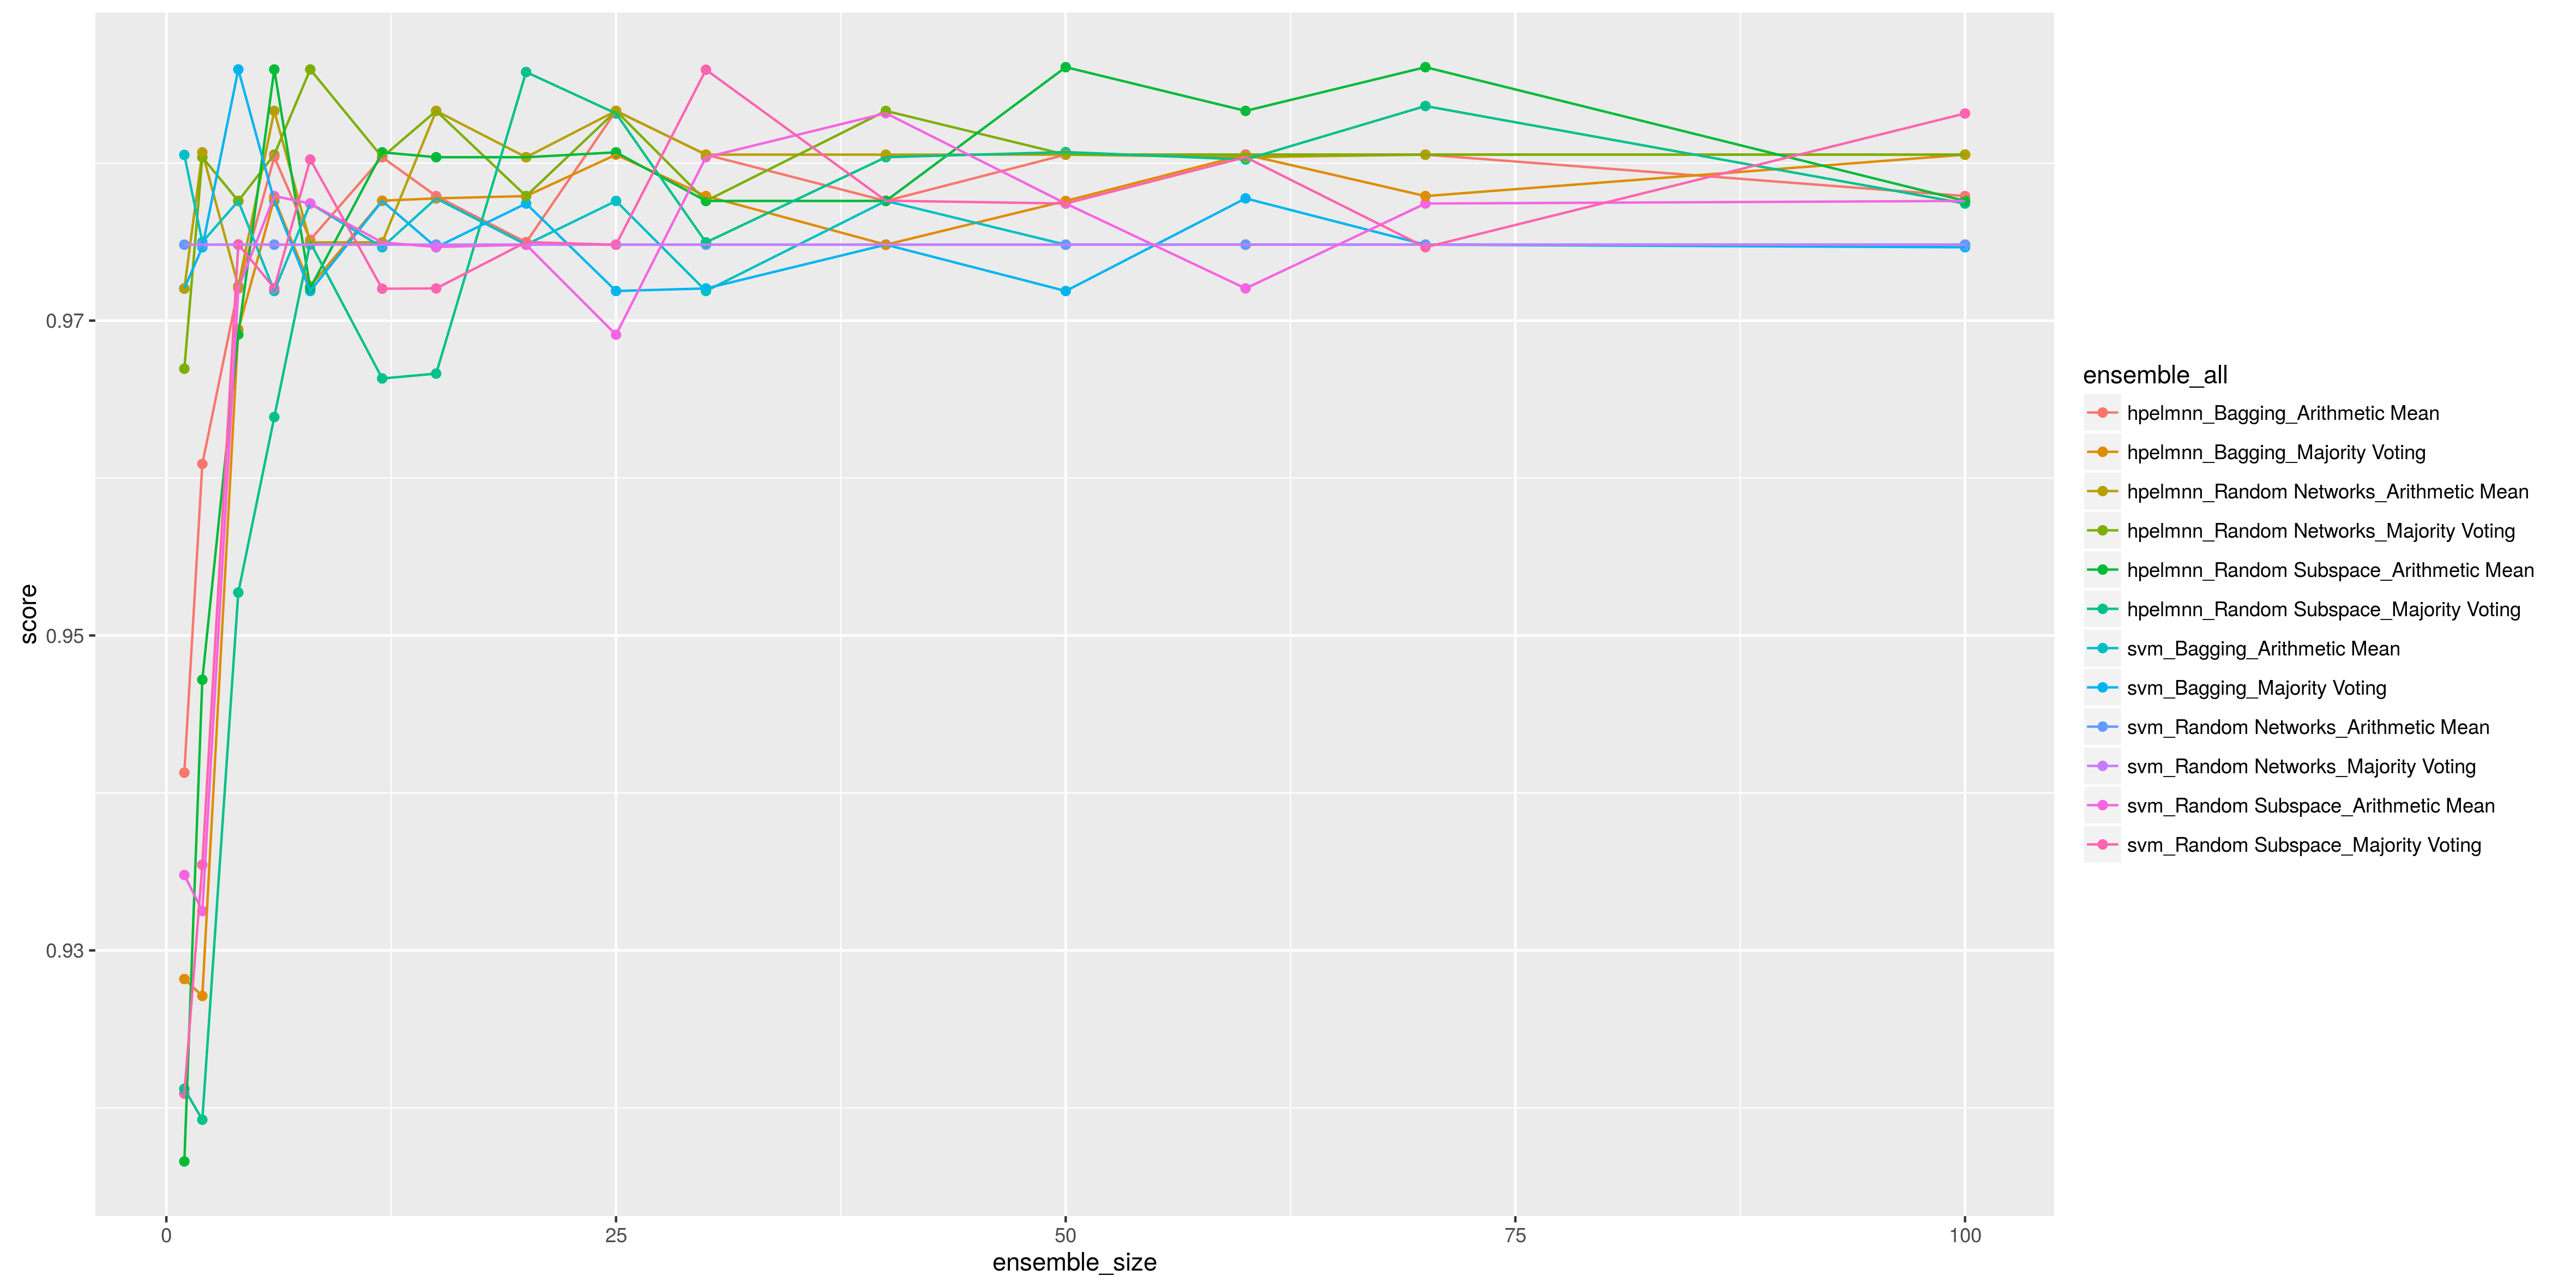 score
0.97
0.95
0.93
0
25
50
75
100
ensemble_size
ensemble_all
hpelmnn_Bagging_Arithmetic Mean
hpelmnn_Bagging_Majority Voting
hpelmnn_Random Networks_Arithmetic Mean
hpelmnn_Random Networks_Majority Voting
hpelmnn_Random Subspace_Arithmetic Mean
hpelmnn_Random Subspace_Majority Voting
svm_Bagging_Arithmetic Mean
svm_Bagging_Majority Voting
svm_Random Networks_Arithmetic Mean
svm_Random Networks_Majority Voting
svm_Random Subspace_Arithmetic Mean
svm_Random Subspace_Majority Voting